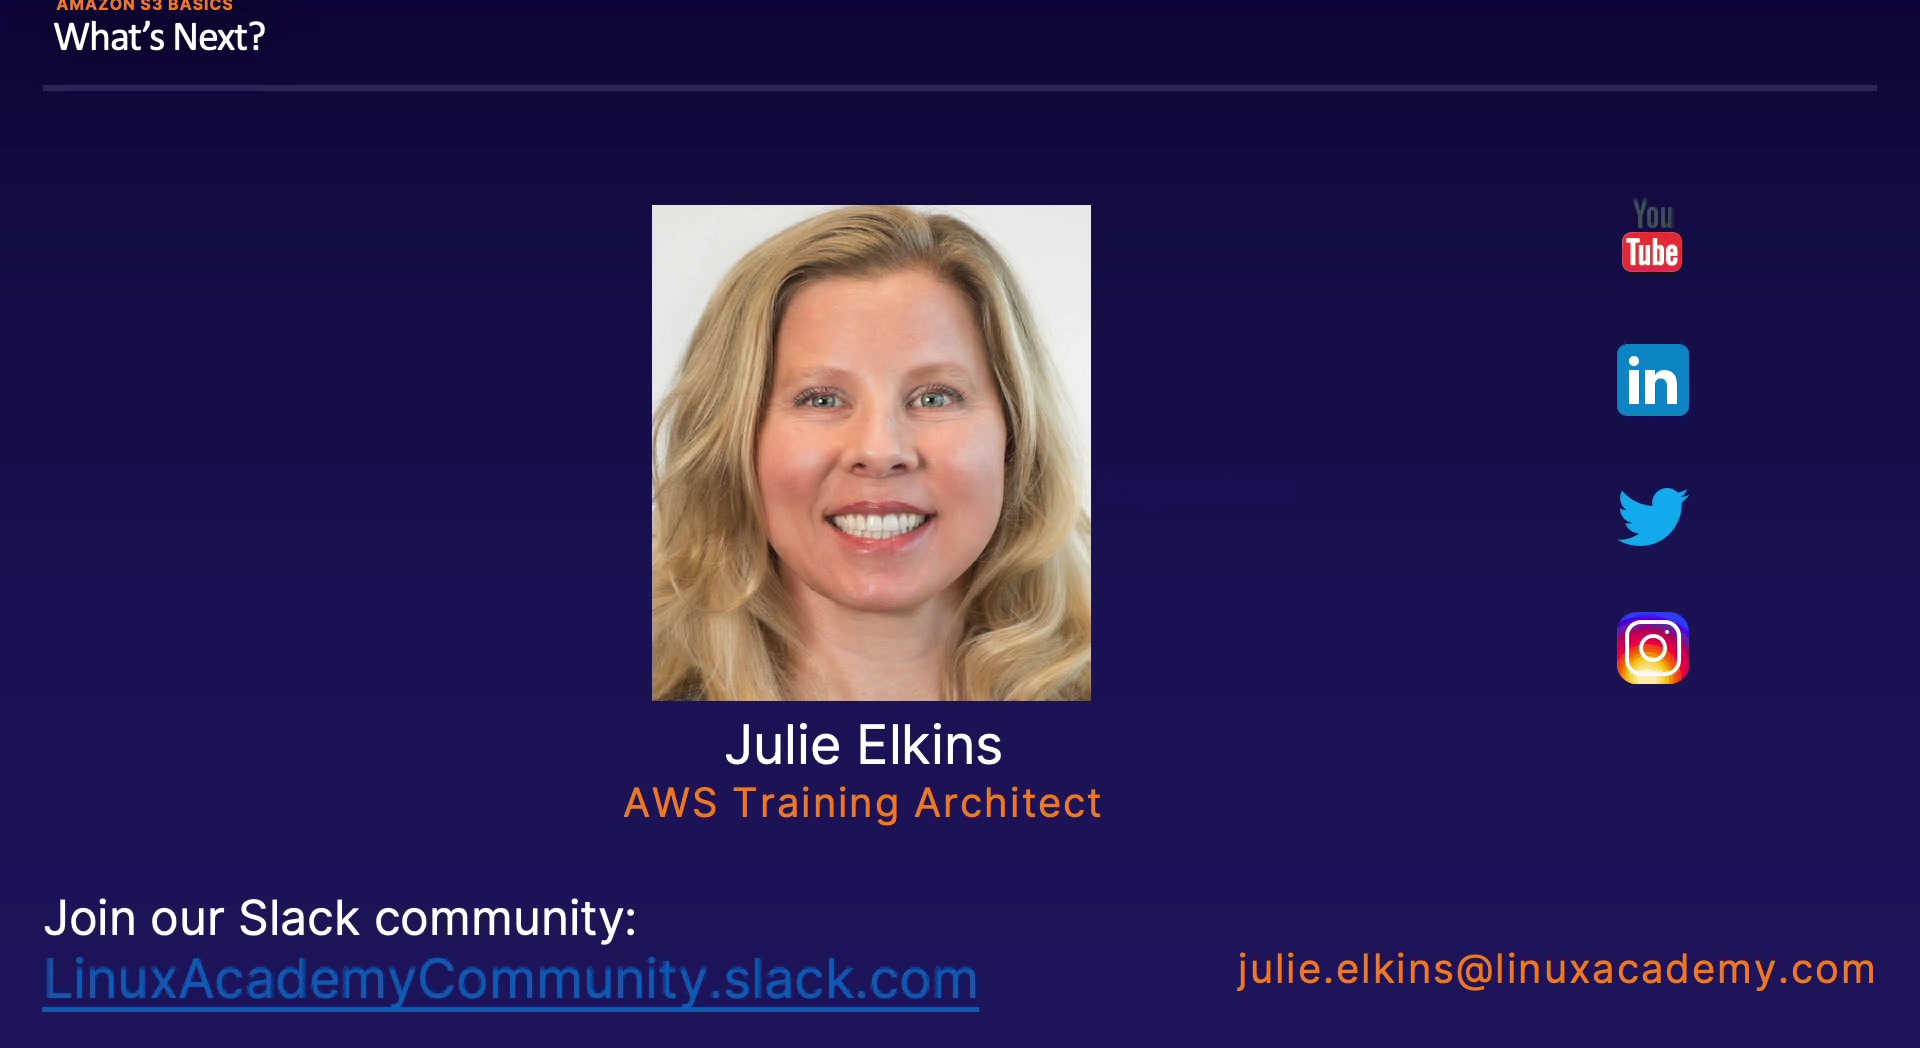 AMAZON S3 BASICS
What's Next?
You
Tube
in
Julie Elkins
AWS Training Architect
Join our Slack community:
LinuxAcademyCommunity.slack.com
julie.elkins@linuxacademy.com